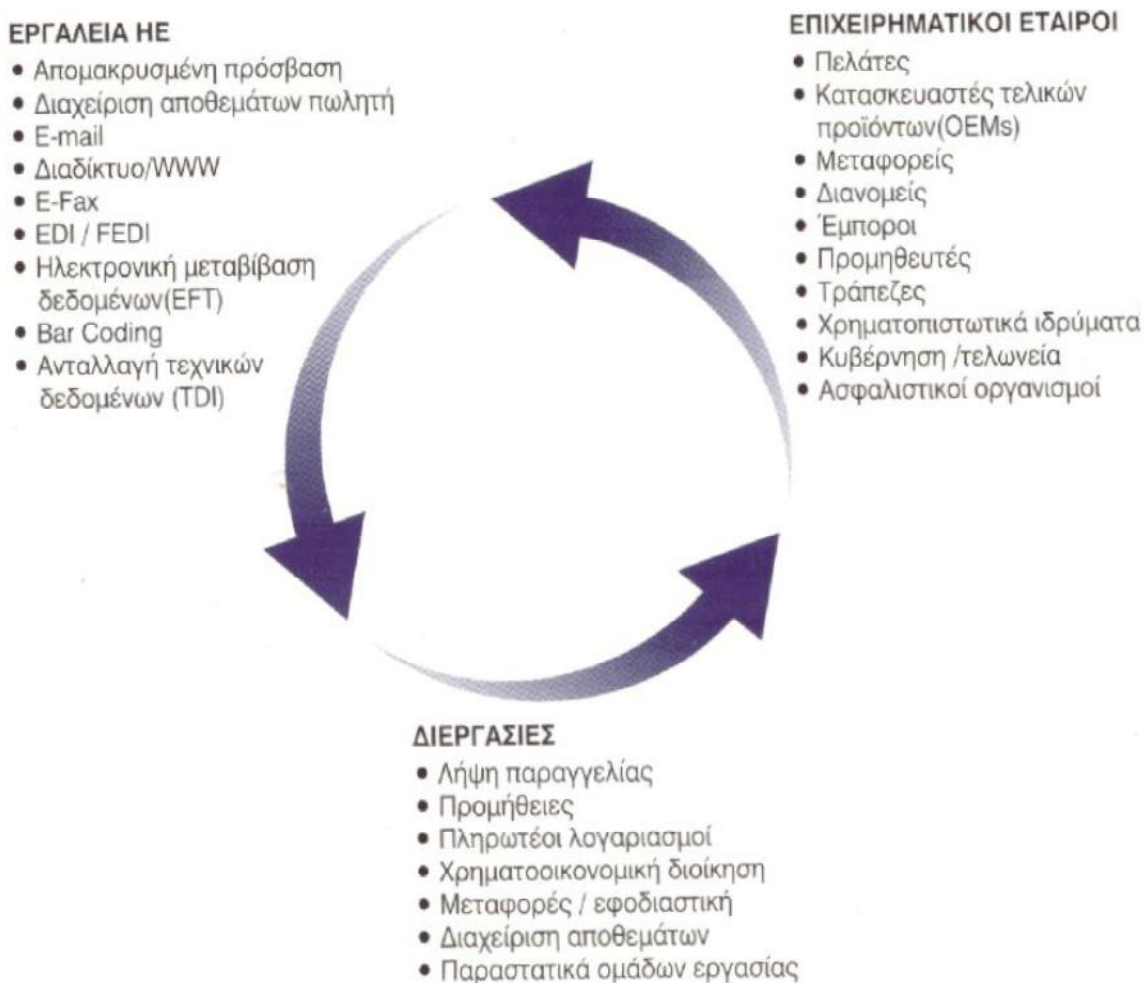 ΕΡΓΑΛΕΙΑ ΗΕ
• Απομακρυσμένη πρόσβαση
• Διαχείριση αποθεμάτων πωλητή
• E-mail
• Διαδίκτυο/WWW
• E-Fax
• EDI / FEDI
• Ηλεκτρονική μεταβίβαση
δεδομένων(EFT)
• Bar Coding
• Ανταλλαγή τεχνικών
δεδομένων (TDI)
ΕΠΙΧΕΙΡΗΜΑΤΙΚΟΙ ΕΤΑΙΡΟΙ
• Πελάτες
• Κατασκευαστές τελικών
προϊόντων(OEMs)
• Μεταφορείς
• Διανομείς
• Έμποροι
• Προμηθευτές
• Τράπεζες
• Χρηματοπιστωτικά ιδρύματα
• Κυβέρνηση /τελωνεία
• Ασφαλιστικοί οργανισμοί
ΔΙΕΡΓΑΣΙΕΣ
• Λήψη παραγγελίας
• Προμήθειες
• Πληρωτέοι λογαριασμοί
• Χρηματοοικονομική διοίκηση
• Μεταφορές / εφοδιαστική
• Διαχείριση αποθεμάτων
• Παραστατικά ομάδων εργασίας